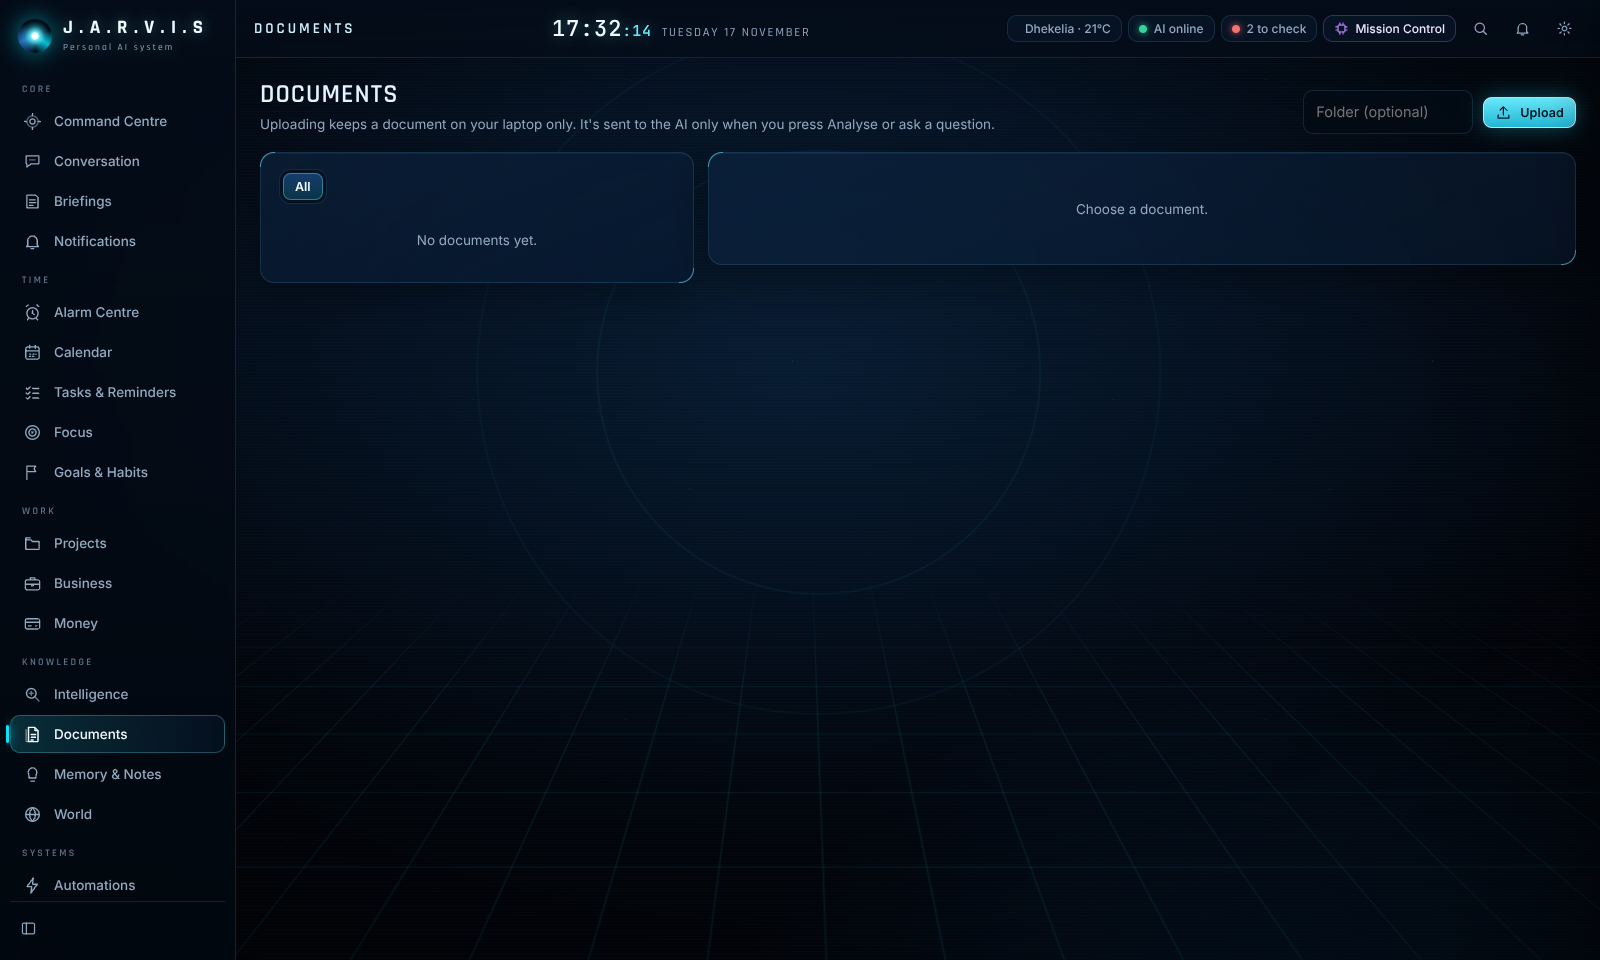 J.A.R.V.I.S
Personal AI system
CORE
Command Centre
Conversation
Briefings
Notifications
TIME
Alarm Centre
Calendar
Tasks & Reminders
Focus
Goals & Habits
WORK
Projects
Business
Money
KNOWLEDGE
Intelligence
Documents
Memory & Notes
World
SYSTEMS
Automations
DOCUMENTS
17:32:14 TUESDAY 17 NOVEMBER
Dhekelia · 21°C
AI online
2 to check
Mission Control
DOCUMENTS
Uploading keeps a document on your laptop only. It's sent to the AI only when you press Analyse or ask a question.
Folder (optional)
Upload
All
No documents yet.
Choose a document.